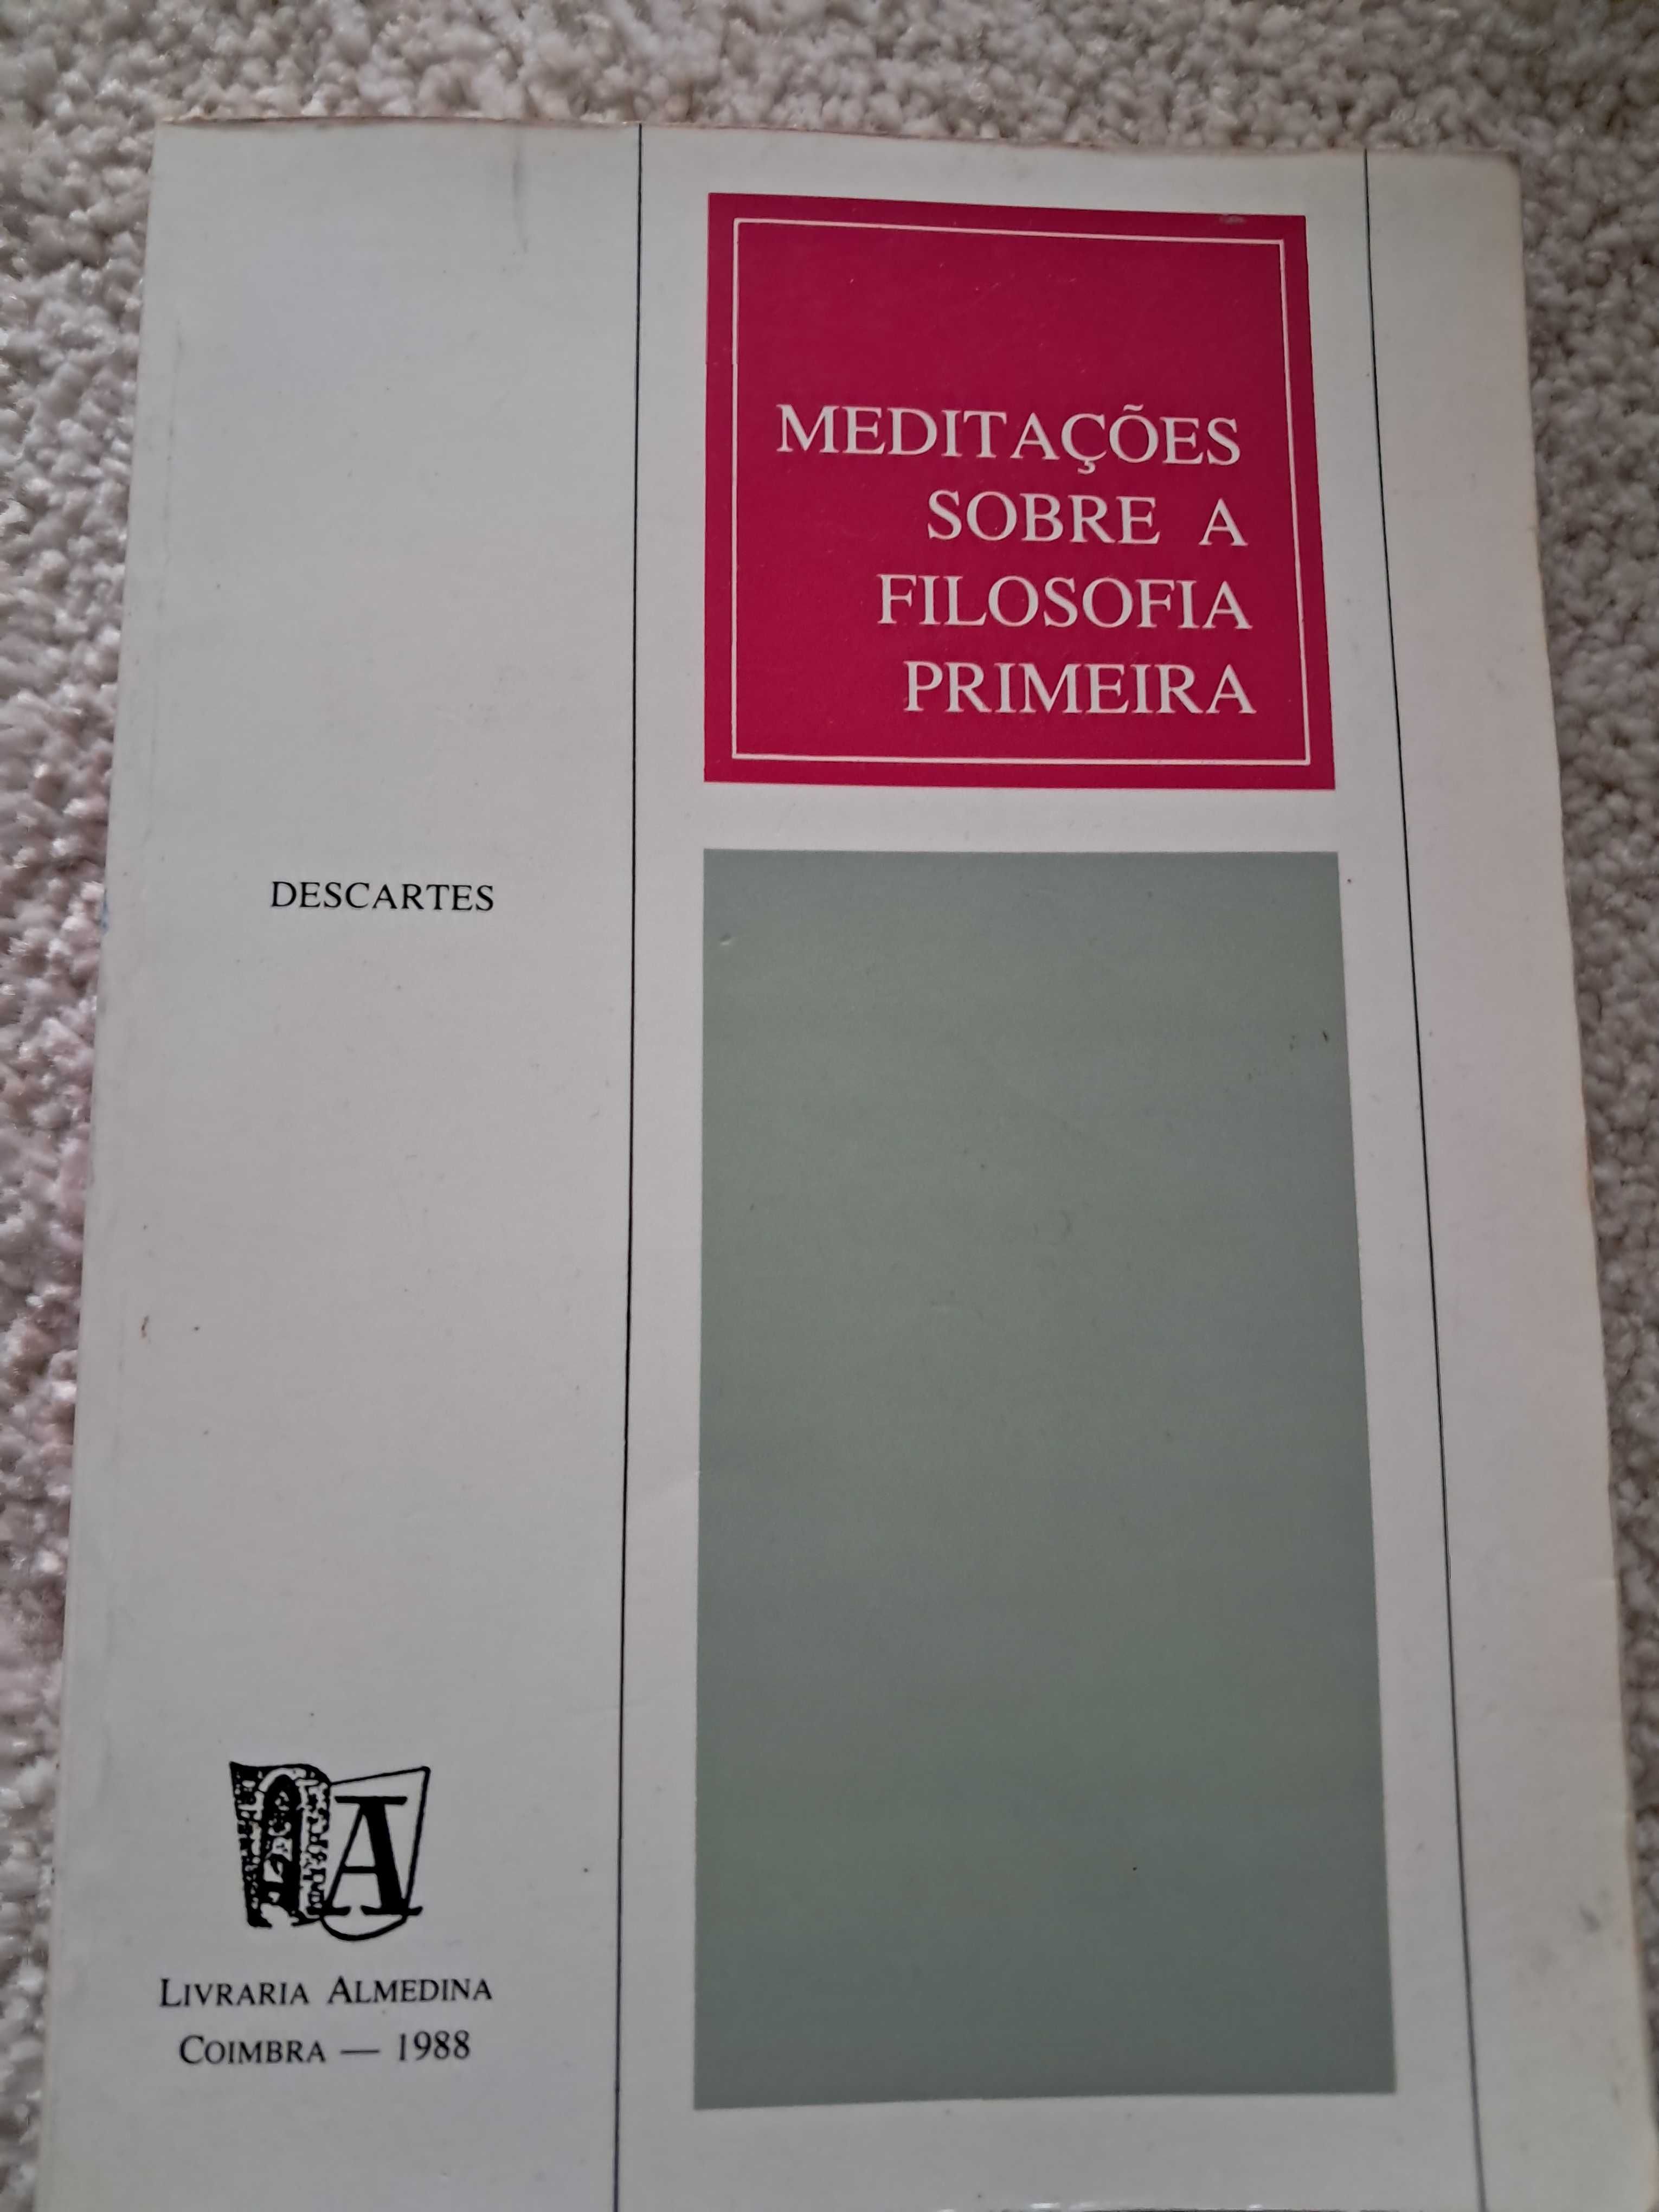 MEDITAÇÕES
SOBRE A
FILOSOFIA
PRIMEIRA
DESCARTES
A
LIVRARIA ALMEDINA
COIMBRA — 1988